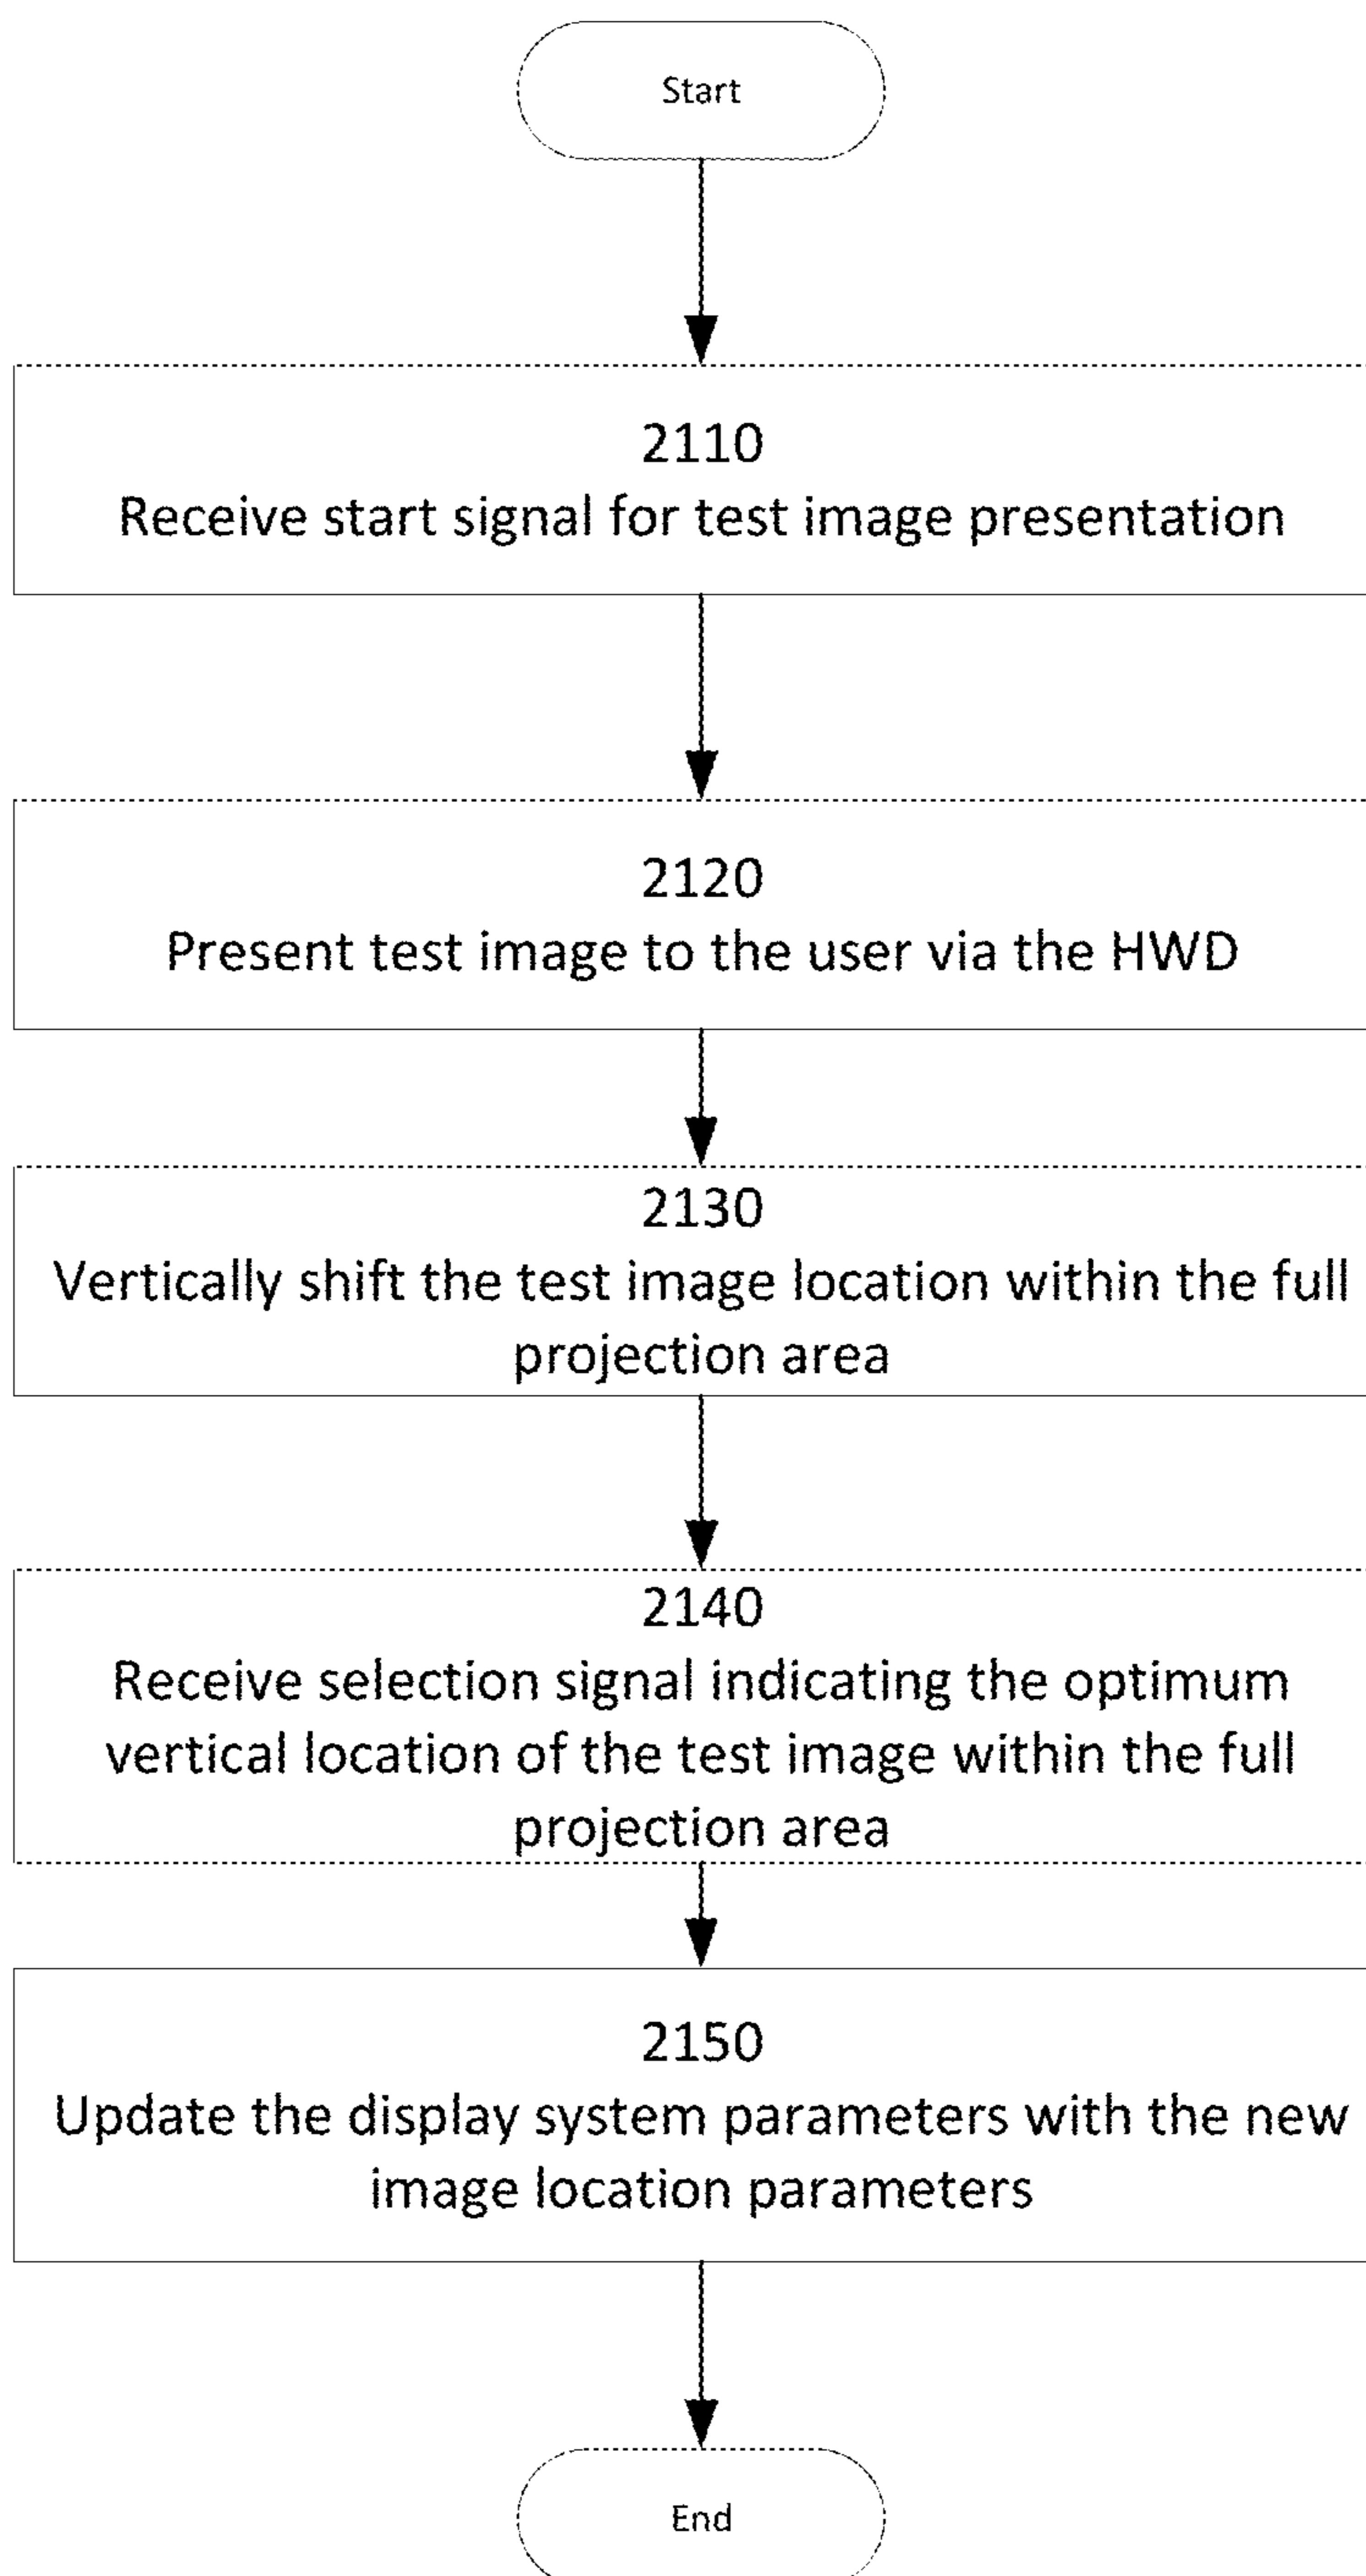 Start
2110
Receive start signal for test image presentation
2120
Present test image to the user via the HWD
2130
Vertically shift the test image location within the full
projection area
2140
Receive selection signal indicating the optimum
vertical location of the test image within the full
projection area
2150
Update the display system parameters with the new
image location parameters
End